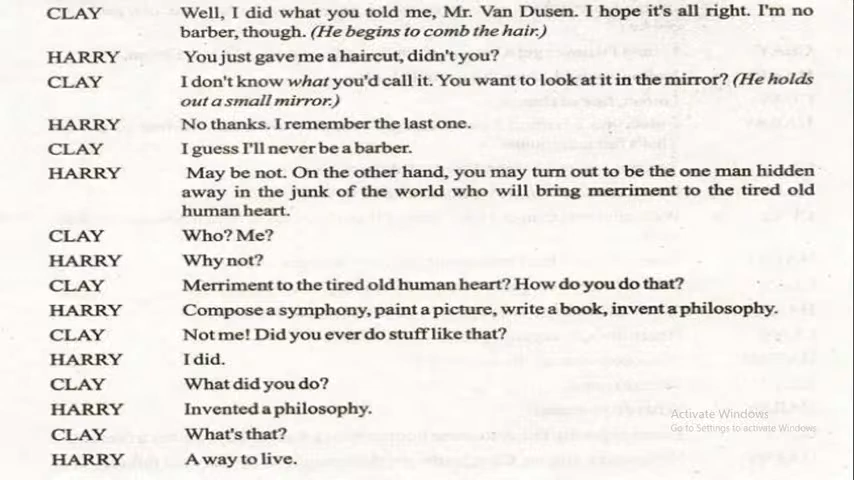 CLAY Well, I did what you told me, Mr. Van Dusen. I hope it's all right. I'm no
barber, though. (He begins to comb the hair.)
HARRY You just gave me a haircut, didn't you?
CLAY I don't know what you'd call it. You want to look at it in the mirror? (He holds
out a small mirror.)
HARRY No thanks. I remember the last one.
CLAY I guess I'll never be a barber.
HARRY May be not. On the other hand, you may turn out to be the one man hidden
away in the junk of the world who will bring merriment to the tired old
human heart.
CLAY Who? Me?
HARRY Why not?
CLAY Merriment to the tired old human heart? How do you do that?
HARRY Compose a symphony, paint a picture, write a book, invent a philosophy.
CLAY Not me! Did you ever do stuff like that?
HARRY I did.
CLAY What did you do?
HARRY Invented a philosophy.
Activate Windows
Go to Settings to activate Windows.
CLAY What's that?
HARRY A way to live.